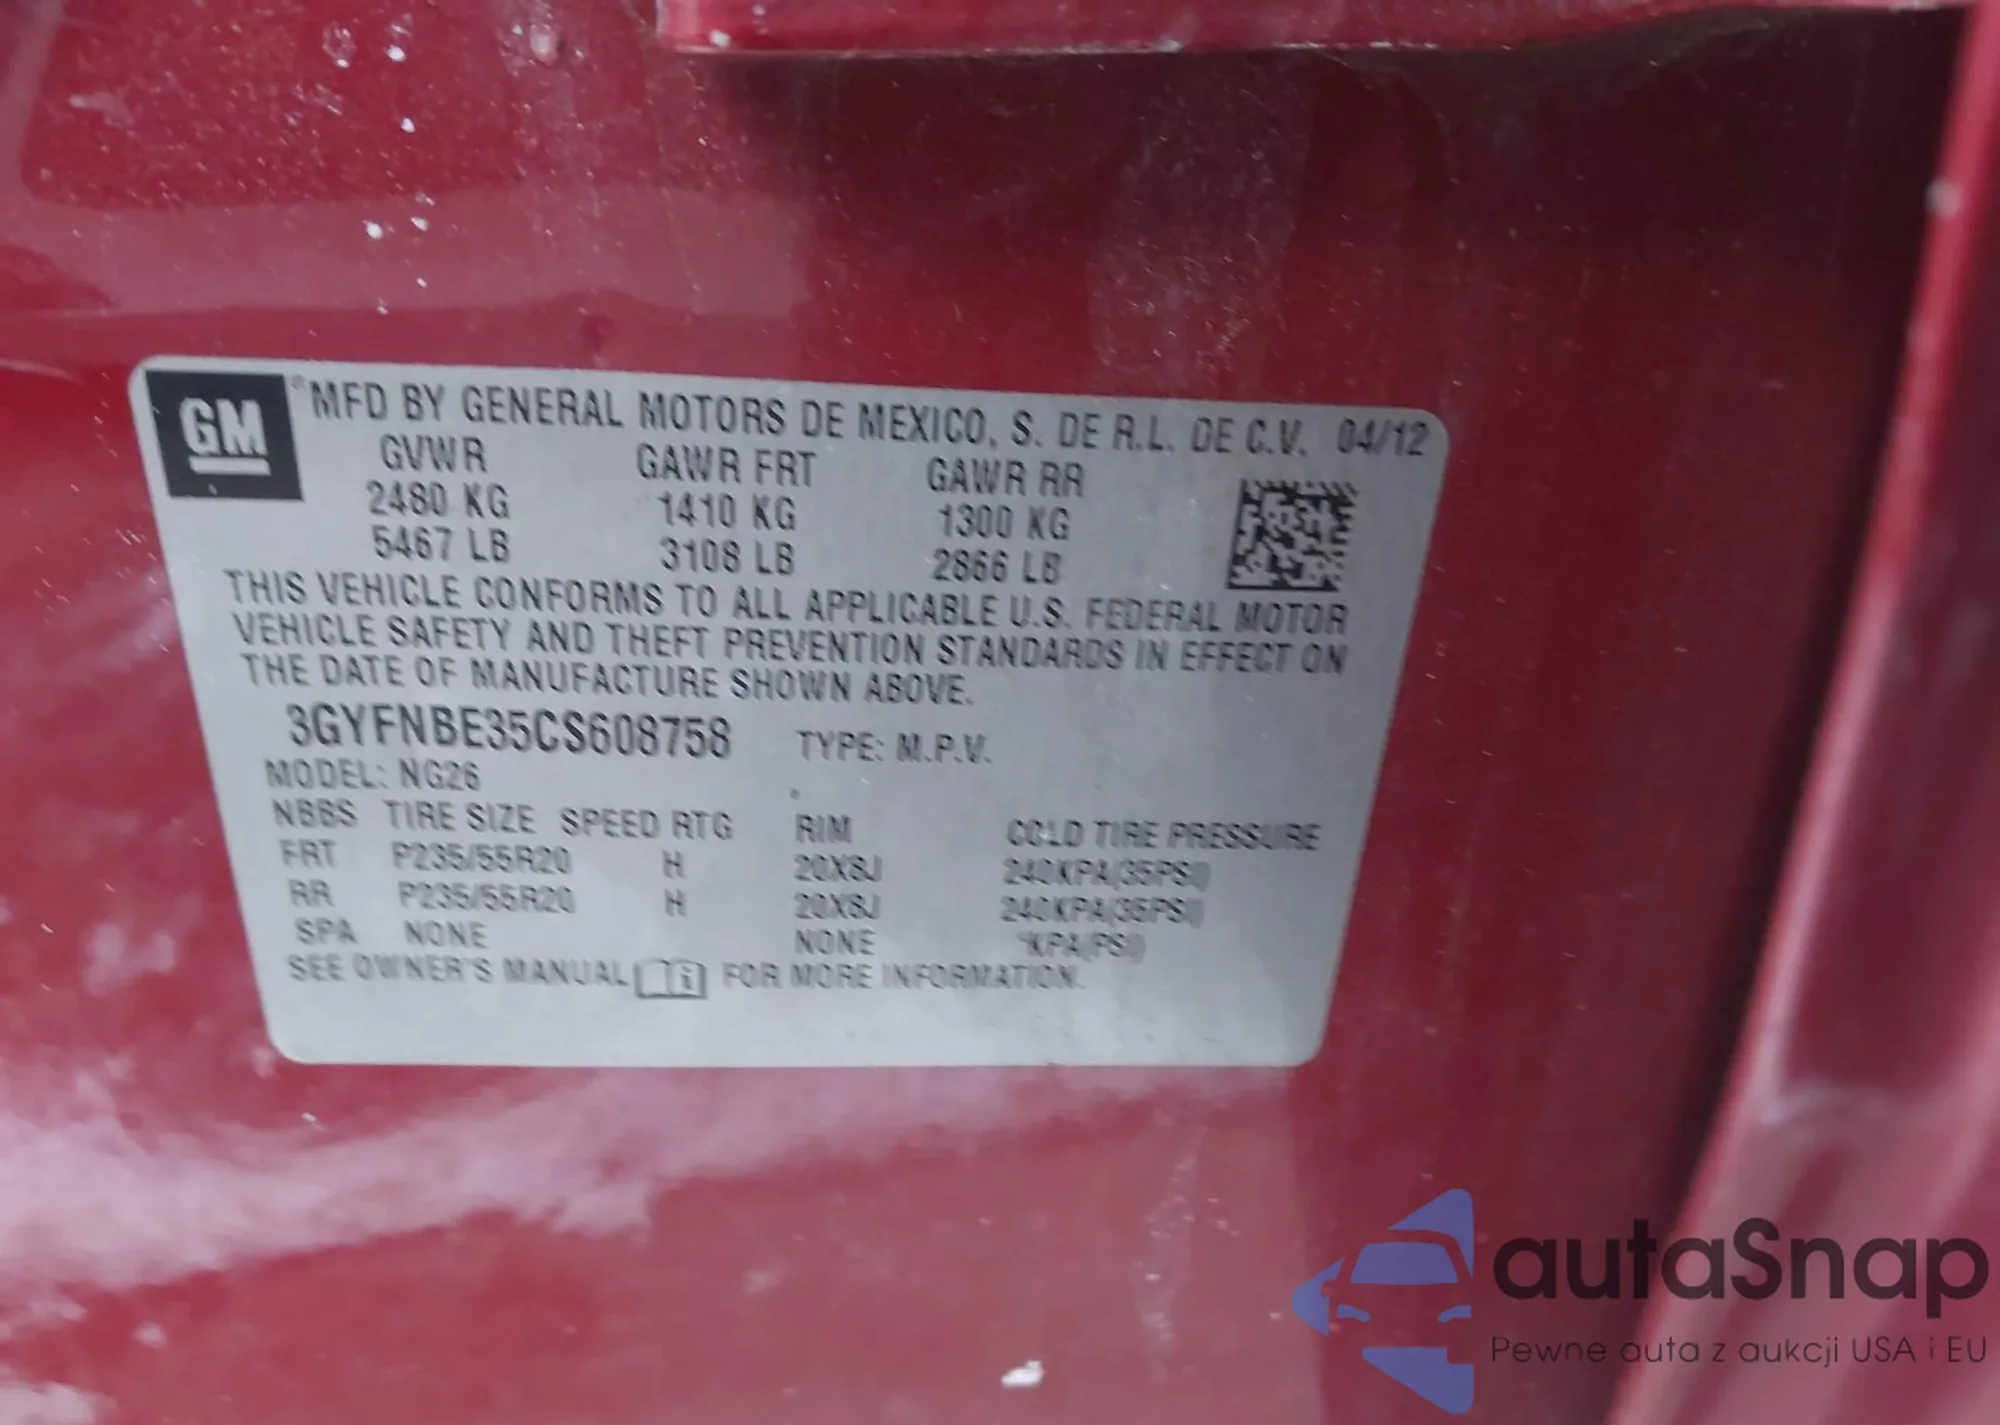 GM ® MFD BY GENERAL MOTORS DE MEXICO, S. DE R.L. DE C.V. 04/12
GVWR GAWR FRT GAWR RR
2480 KG 1410 KG 1300 KG
5467 LB 3108 LB 2866 LB
THIS VEHICLE CONFORMS TO ALL APPLICABLE U.S. FEDERAL MOTOR
VEHICLE SAFETY AND THEFT PREVENTION STANDARDS IN EFFECT ON
THE DATE OF MANUFACTURE SHOWN ABOVE.
3GYFNBE35CS608758 TYPE: M.P.V.
MODEL: NG26
NBBS TIRE SIZE SPEED RTG RIM COLD TIRE PRESSURE
FRT P235/55R20 H 20X8J 240KPA(35PSI)
RR P235/55R20 H 20X8J 240KPA(35PSI)
SPA NONE NONE *KPA(PSI)
SEE OWNER'S MANUAL FOR MORE INFORMATION.
autaSnap
Pewne auta z aukcji USA i EU